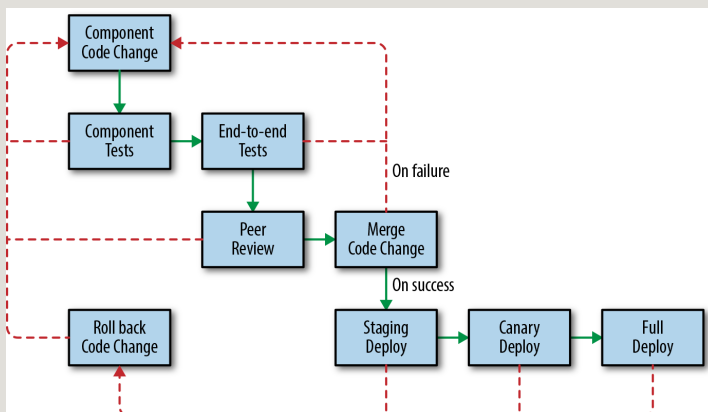 Component
Code Change
Component
Tests
End-to-end
Tests
On failure
Peer
Review
Merge
Code Change
On success
Roll back
Code Change
Staging
Deploy
Canary
Deploy
Full
Deploy